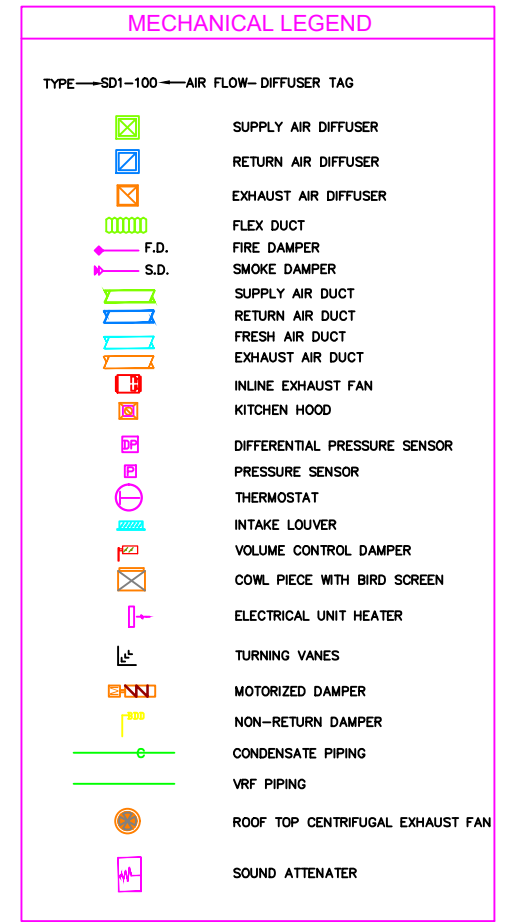 MECHANICAL LEGEND
TYPE SD1-100 AIR FLOW- DIFFUSER TAG
SUPPLY AIR DIFFUSER
RETURN AIR DIFFUSER
EXHAUST AIR DIFFUSER
FLEX DUCT
F.D. FIRE DAMPER
S.D. SMOKE DAMPER
SUPPLY AIR DUCT
RETURN AIR DUCT
FRESH AIR DUCT
EXHAUST AIR DUCT
INLINE EXHAUST FAN
KITCHEN HOOD
DP DIFFERENTIAL PRESSURE SENSOR
P PRESSURE SENSOR
THERMOSTAT
INTAKE LOUVER
VOLUME CONTROL DAMPER
COWL PIECE WITH BIRD SCREEN
ELECTRICAL UNIT HEATER
TURNING VANES
MOTORIZED DAMPER
BDD NON-RETURN DAMPER
C CONDENSATE PIPING
VRF PIPING
ROOF TOP CENTRIFUGAL EXHAUST FAN
SOUND ATTENATER